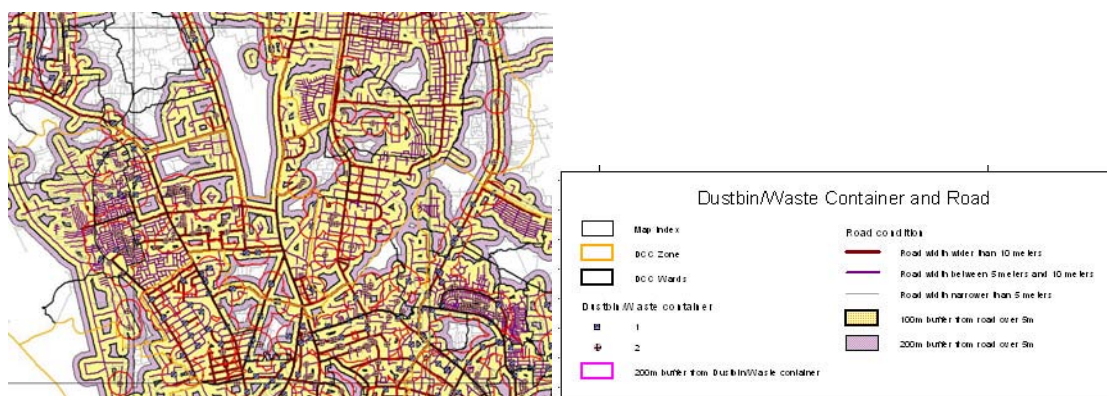 Dustbin/Waste Container and Road
Map Index
DCC Zone
DCC Wards
Dustbin/Waste container
1
2
200m buffer from Dustbin/Waste container
Road condition
Road width wider than 10 meters
Road width between 5 meters and 10 meters
Road width narrower than 5 meters
100m buffer from road over 5m
200m buffer from road over 5m